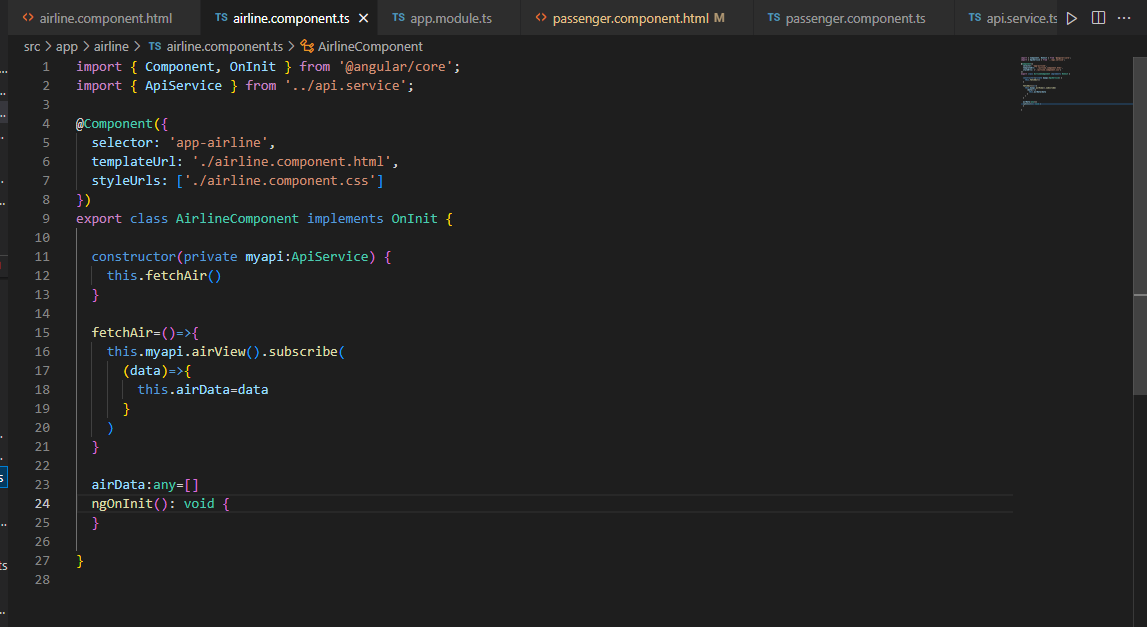 <> airline.component.html TS airline.component.ts × TS app.module.ts <> passenger.component.html M TS passenger.component.ts TS api.service.ts
src > app > airline > TS airline.component.ts > AirlineComponent
1 import { Component, OnInit } from '@angular/core';
2 import { ApiService } from '../api.service';
3
4 @Component({
5 selector: 'app-airline',
6 templateUrl: './airline.component.html',
7 styleUrls: ['./airline.component.css']
8 })
9 export class AirlineComponent implements OnInit {
10
11 constructor(private myapi:ApiService) {
12 this.fetchAir()
13 }
14
15 fetchAir=()=>{
16 this.myapi.airView().subscribe(
17 (data)=>{
18 this.airData=data
19 }
20 )
21 }
22
23 airData:any=[]
24 ngOnInit(): void {
25 }
26
27 }
28